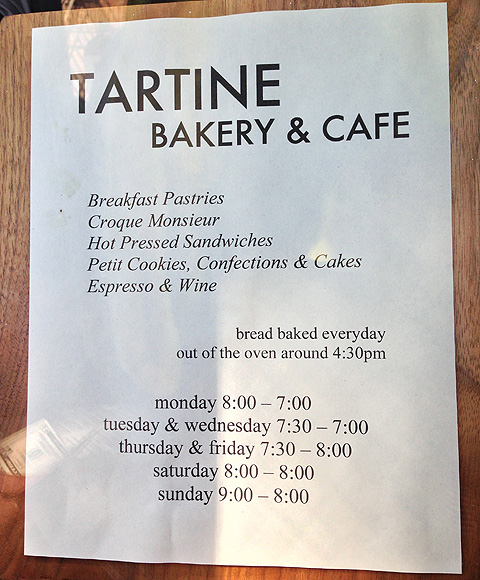 TARTINE
BAKERY & CAFE
Breakfast Pastries
Croque Monsieur
Hot Pressed Sandwiches
Petit Cookies, Confections & Cakes
Espresso & Wine
bread baked everyday
out of the oven around 4:30pm
monday 8:00 – 7:00
tuesday & wednesday 7:30 – 7:00
thursday & friday 7:30 – 8:00
saturday 8:00 – 8:00
sunday 9:00 – 8:00